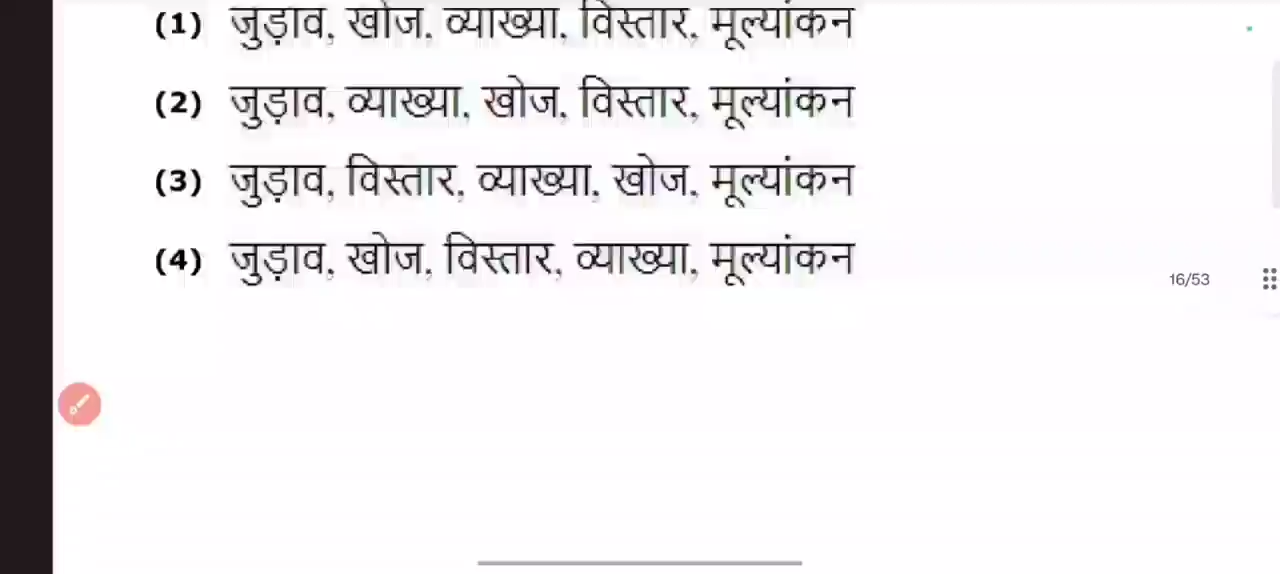 (1) जुड़ाव, खोज, व्याख्या, विस्तार, मूल्यांकन
(2) जुड़ाव, व्याख्या, खोज, विस्तार, मूल्यांकन
(3) जुड़ाव, विस्तार, व्याख्या, खोज, मूल्यांकन
(4) जुड़ाव, खोज, विस्तार, व्याख्या, मूल्यांकन
16/53